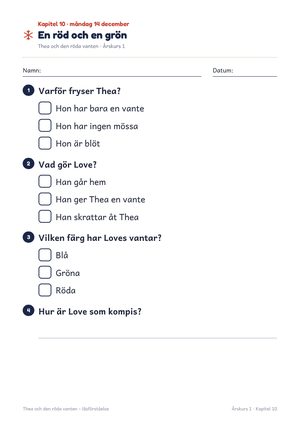 Kapitel 10 · måndag 14 december
En röd och en grön
Thea och den röda vanten · Årskurs 1
Namn:
Datum:
1 Varför fryser Thea?
Hon har bara en vante
Hon har ingen mössa
Hon är blöt
2 Vad gör Love?
Han går hem
Han ger Thea en vante
Han skrattar åt Thea
3 Vilken färg har Loves vantar?
Blå
Gröna
Röda
4 Hur är Love som kompis?
Thea och den röda vanten – läsförståelse
Årskurs 1 · Kapitel 10